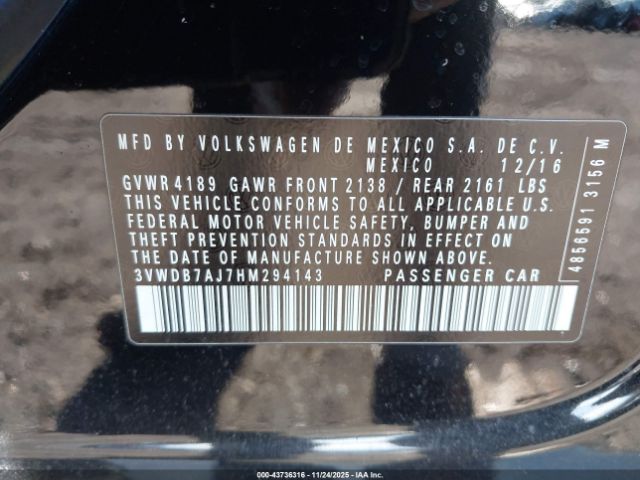 MFD BY VOLKSWAGEN DE MEXICO S.A. DE C.V.
MEXICO 12/16
GVWR 4189 GAWR FRONT 2138 / REAR 2161 LBS
THIS VEHICLE CONFORMS TO ALL APPLICABLE U.S.
FEDERAL MOTOR VEHICLE SAFETY, BUMPER AND
THEFT PREVENTION STANDARDS IN EFFECT ON
THE DATE OF MANUFACTURE SHOWN ABOVE.
3VWDB7AJ7HM294143 PASSENGER CAR
4856591 3156 M
000-43736316 - 11/24/2025 - IAA Inc.